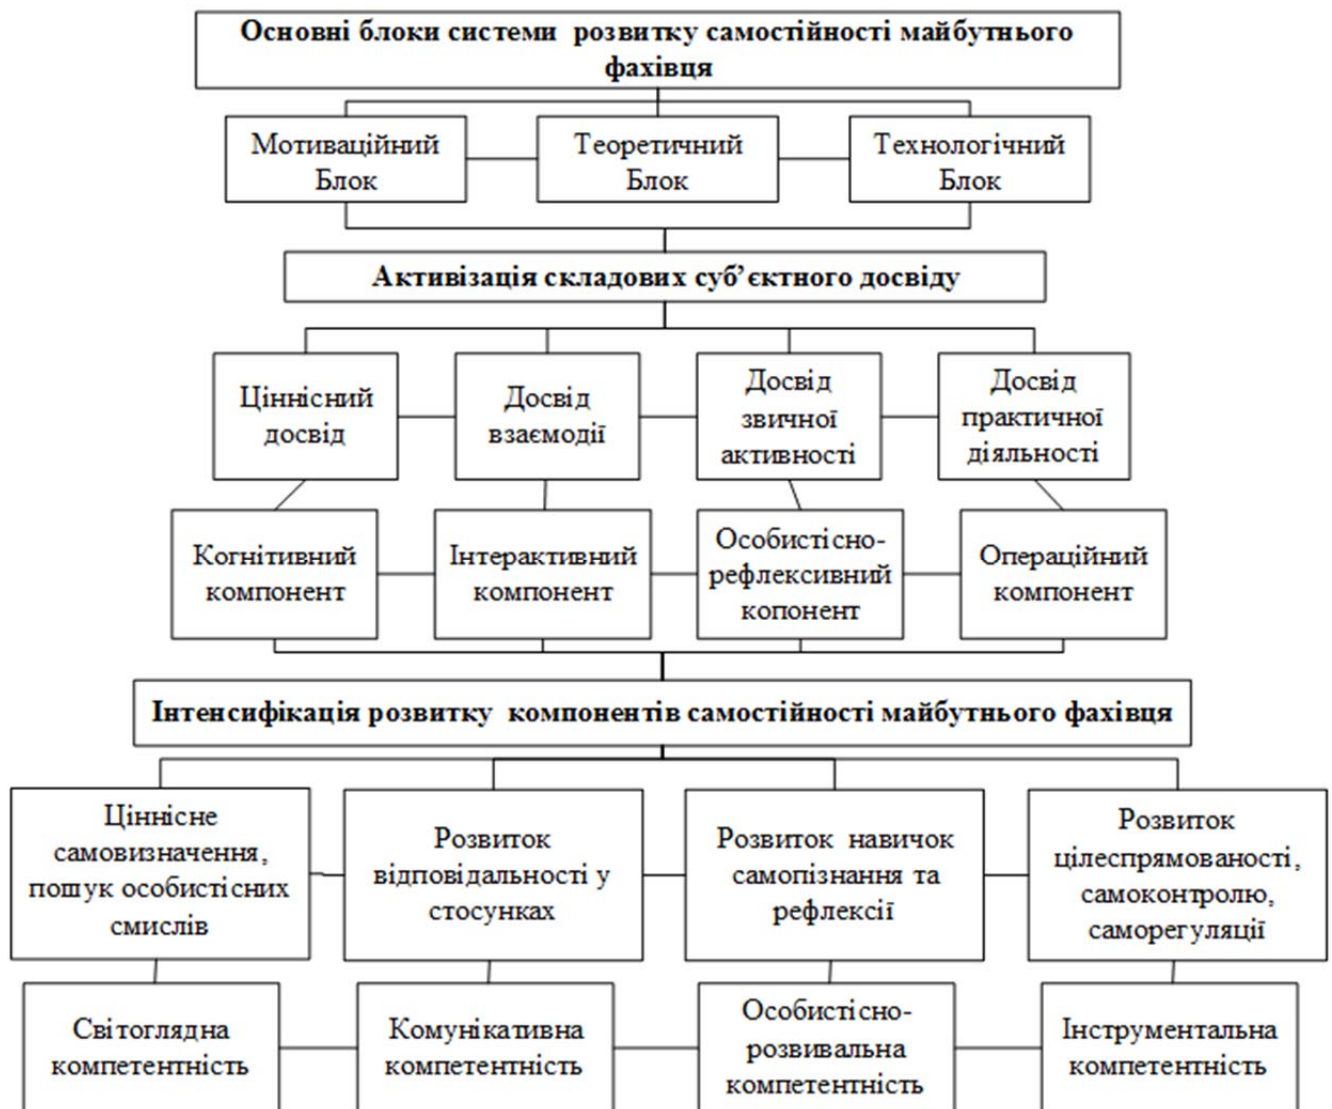 Основні блоки системи розвитку самостійності майбутнього
фахівця
Мотиваційний
Блок
Теоретичний
Блок
Технологічний
Блок
Активізація складових суб’єктного досвіду
Ціннісний
досвід
Досвід
взаємодії
Досвід
звичної
активності
Досвід
практичної
діяльності
Когнітивний
компонент
Інтерактивний
компонент
Особистісно-
рефлексивний
копонент
Операційний
компонент
Інтенсифікація розвитку компонентів самостійності майбутнього фахівця
Ціннісне
самовизначення,
пошук особистісних
смислів
Розвиток
відповідальності у
стосунках
Розвиток навичок
самопізнання та
рефлексії
Розвиток
цілеспрямованості,
самоконтролю,
саморегуляції
Світоглядна
компетентність
Комунікативна
компетентність
Особистісно-
розвивальна
компетентність
Інструментальна
компетентність